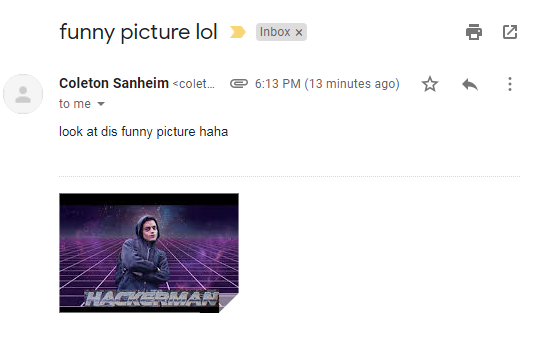 funny picture lol
Inbox ×
Coleton Sanheim <colet... 6:13 PM (13 minutes ago)
to me
look at dis funny picture haha
HACKERMAN